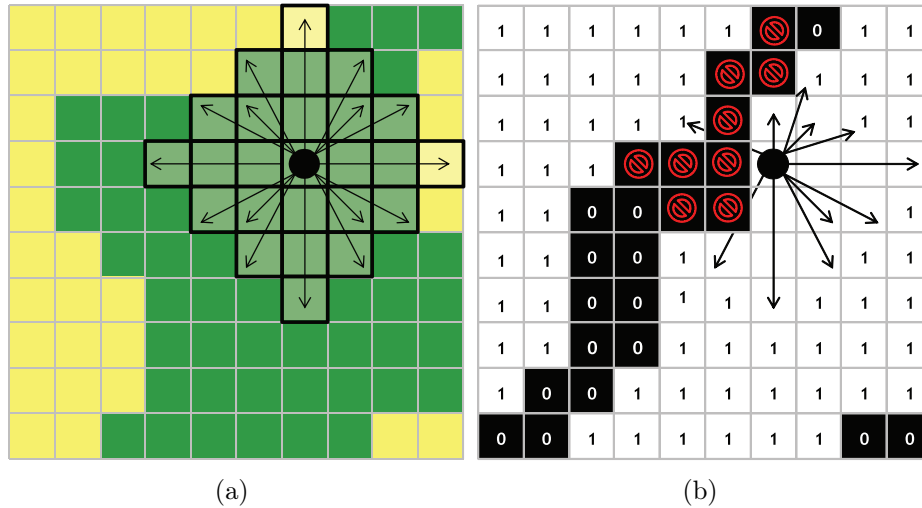 1 1 1 1 1 1 0 1 1
1 1 1 1 1 1 1 1
1 1 1 1 1 1 1
1 1 1
1 1 0 0 1
1 1 0 0 1 1 1
1 1 0 0 1 1 1 1 1
1 1 0 0 1 1 1 1 1 1
1 0 0 1 1 1 1 1 1 1
0 0 1 1 1 1 1 1 0 0
(a) (b)